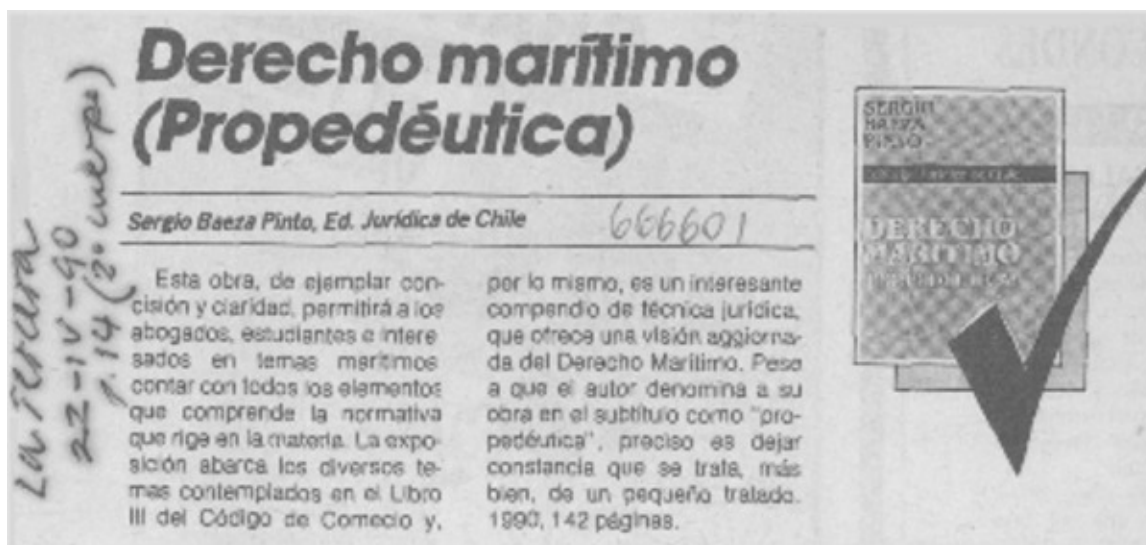 Derecho marítimo
(Propedéutica)
Sergio Baeza Pinto, Ed. Jurídica de Chile
666601
Esta obra, de ejemplar con-
cisión y claridad, permitirá a los
abogados, estudiantes e intere
sados en temas marítimos
contar con todos los elementos
que comprende la normativa
que rige en la materia. La expo-
sición abarca los diversos te-
mas contemplados en el Libro
III del Código de Comecio y,
por lo mismo, es un interesante
compendio de técnica jurídica,
que ofrece una visión aggiorna-
da del Derecho Marítimo. Pese
a que el autor denomina a su
obra en el subtítulo como "pro-
pedéutica", preciso es dejar
constancia que se trata, más
bien, de un pequeño tratado.
1990, 142 páginas.
La Tercera
22-IV-90
p. 14 (2º cuerpo)
SERGIO
BAEZA
PINTO
DERECHO
MARITIMO